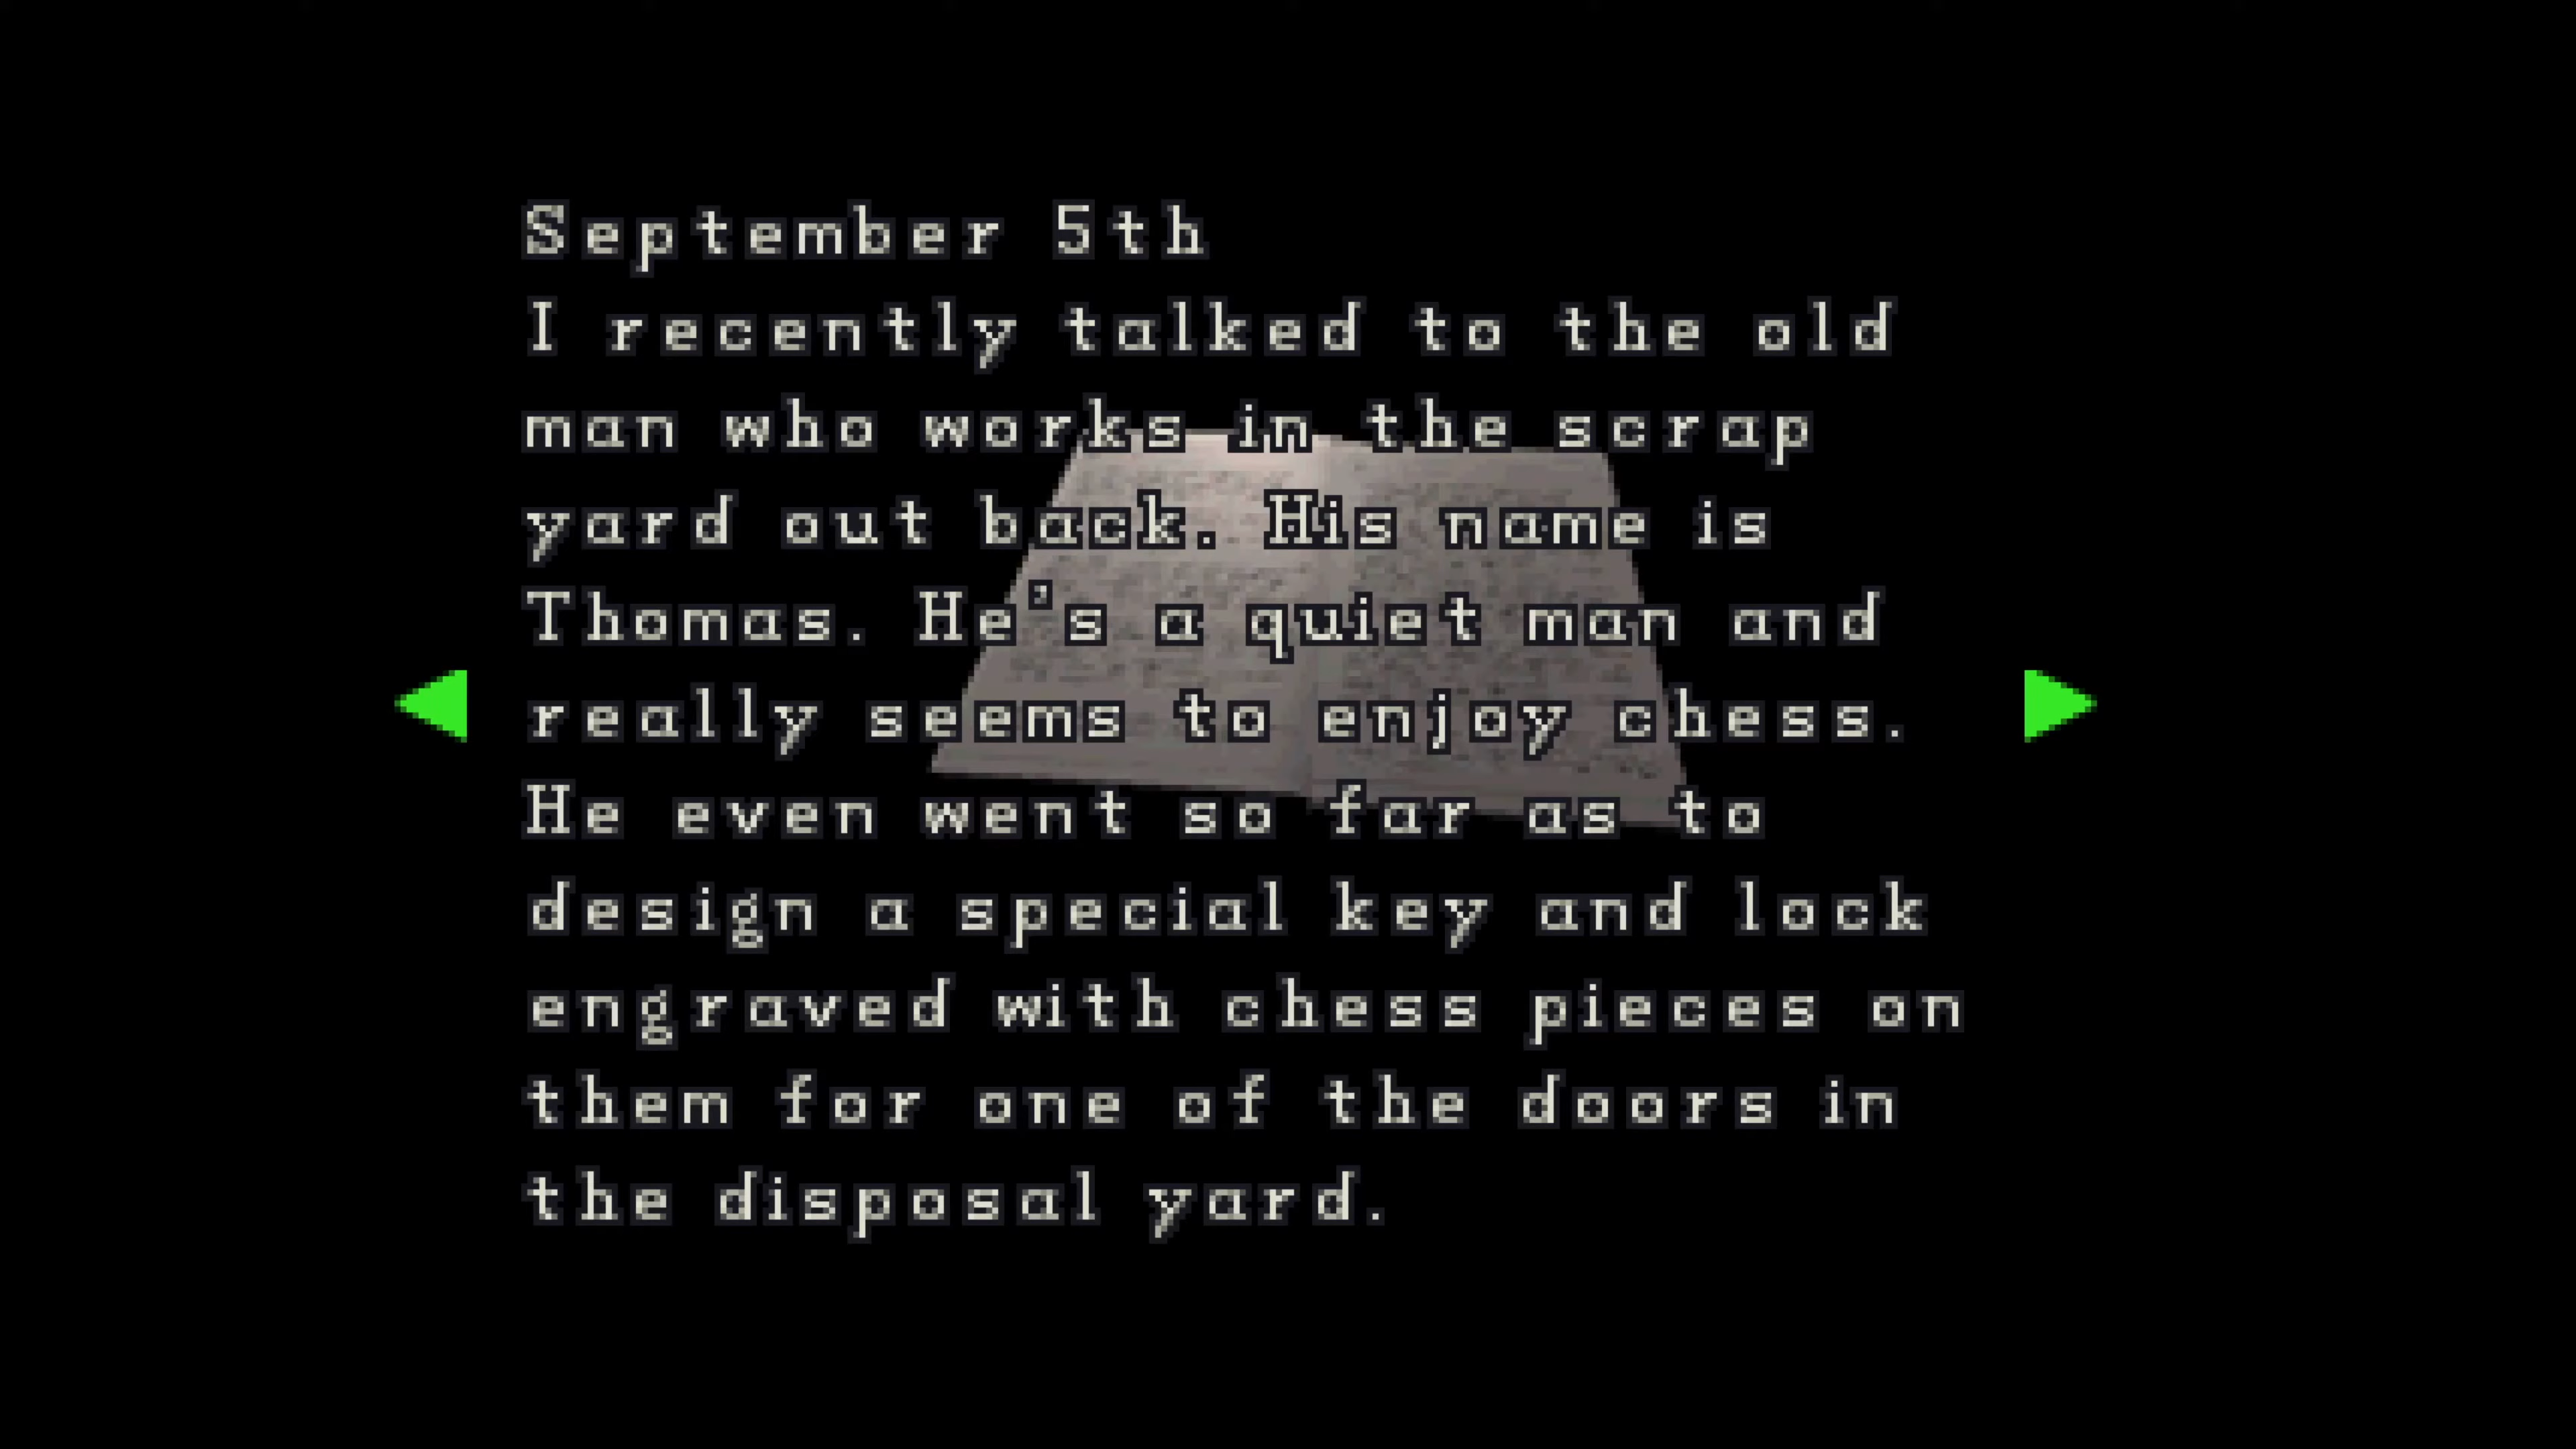 September 5th
I recently talked to the old
man who works in the scrap
yard out back. His name is
Thomas. He's a quiet man and
really seems to enjoy chess.
He even went so far as to
design a special key and lock
engraved with chess pieces on
them for one of the doors in
the disposal yard.